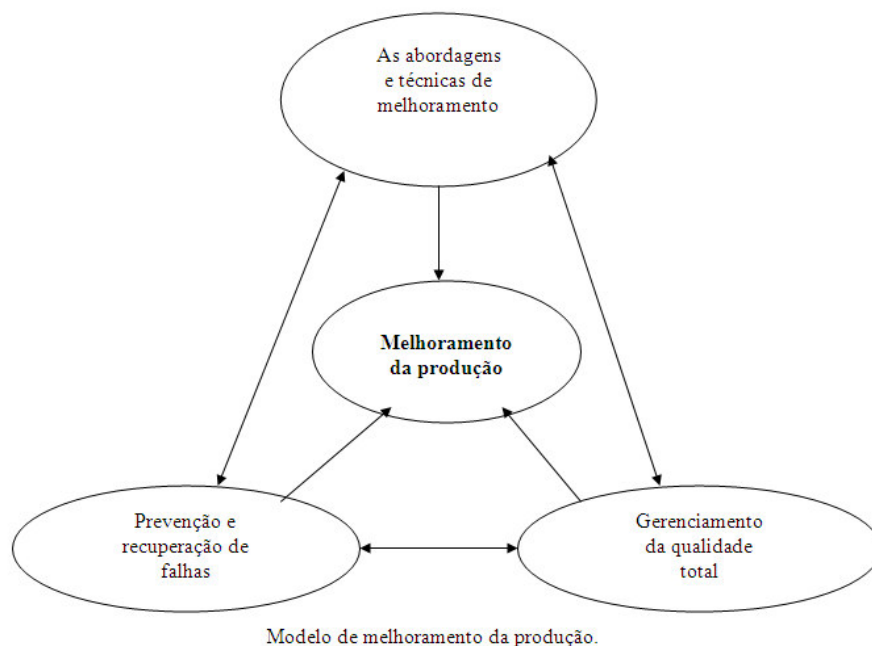 As abordagens
e técnicas de
melhoramento
Melhoramento
da produção
Prevenção e
recuperação de
falhas
Gerenciamento
da qualidade
total
Modelo de melhoramento da produção.